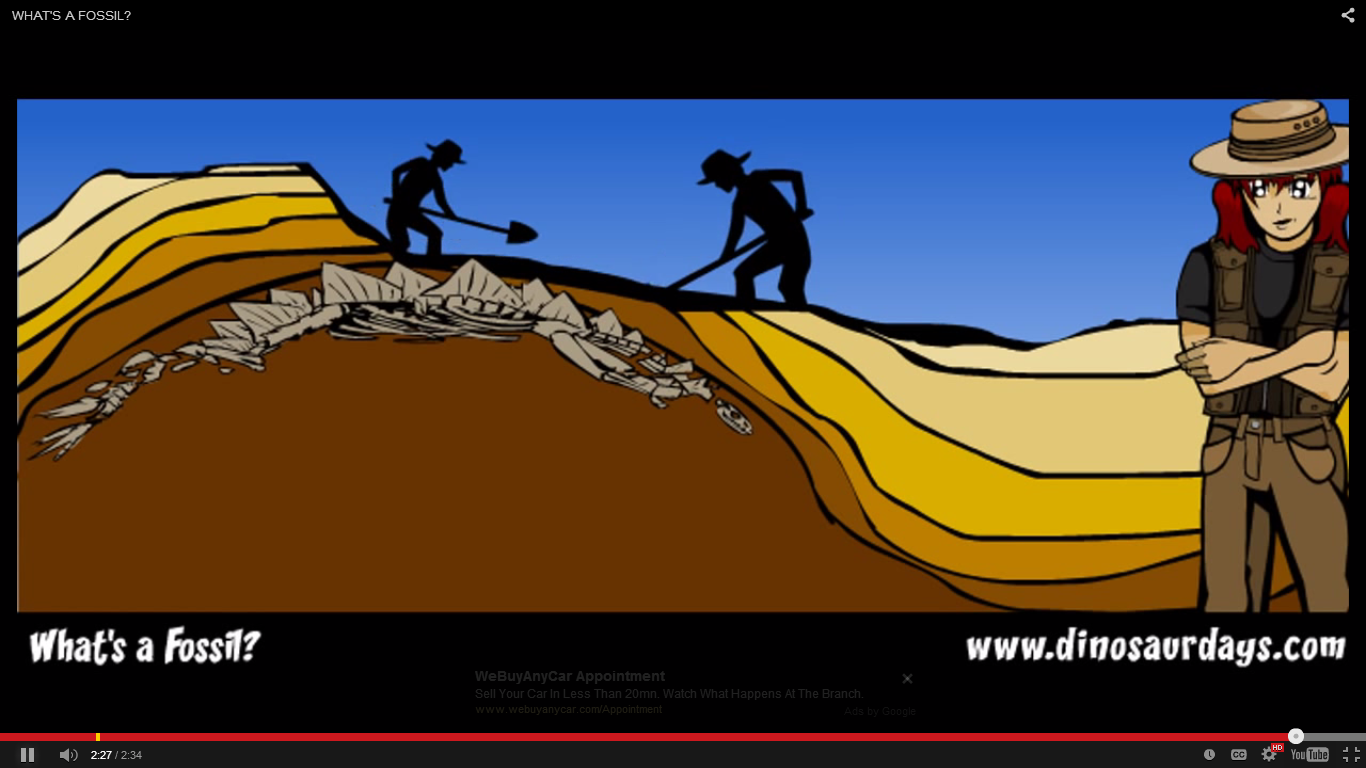 WHAT'S A FOSSIL?
What's a Fossil?
www.dinosaurdays.com
WeBuyAnyCar Appointment
Sell Your Car In Less Than 20mn. Watch What Happens At The Branch.
www.webuyanycar.com/Appointment
Ads by Google
2:27 / 2:34
CC
HD
YouTube